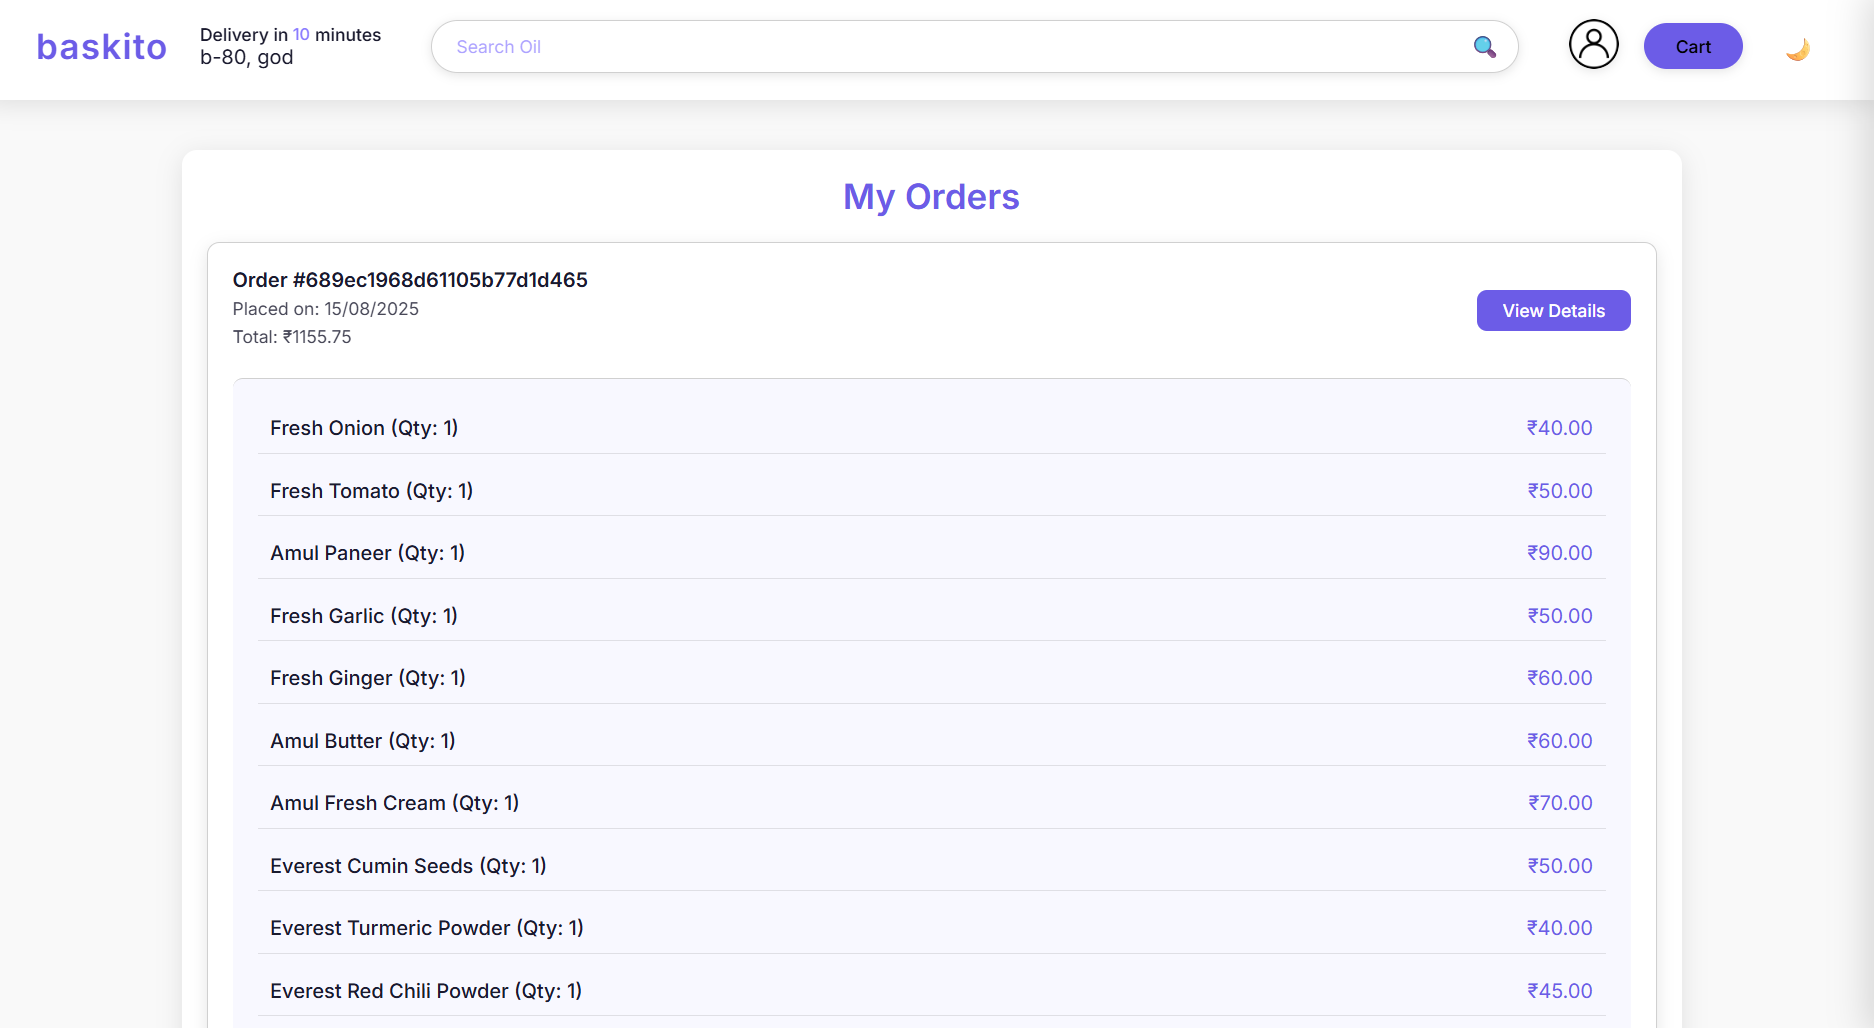 baskito
Delivery in 10 minutes
b-80, god
Search Oil
Cart
My Orders
Order #689ec1968d61105b77d1d465
Placed on: 15/08/2025
Total: ₹1155.75
View Details
Fresh Onion (Qty: 1) ₹40.00
Fresh Tomato (Qty: 1) ₹50.00
Amul Paneer (Qty: 1) ₹90.00
Fresh Garlic (Qty: 1) ₹50.00
Fresh Ginger (Qty: 1) ₹60.00
Amul Butter (Qty: 1) ₹60.00
Amul Fresh Cream (Qty: 1) ₹70.00
Everest Cumin Seeds (Qty: 1) ₹50.00
Everest Turmeric Powder (Qty: 1) ₹40.00
Everest Red Chili Powder (Qty: 1) ₹45.00